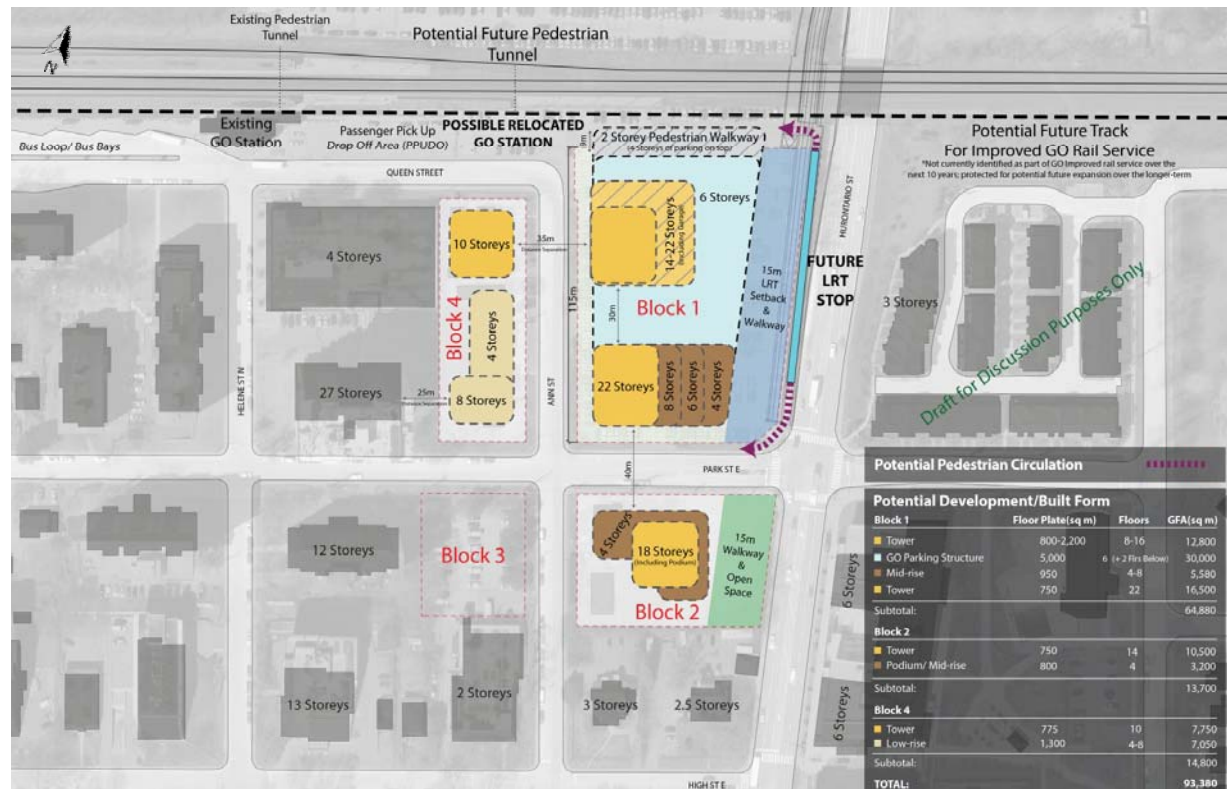 Existing Pedestrian
Tunnel
Potential Future Pedestrian
Tunnel
N
Existing
GO Station
Bus Loop/ Bus Bays
Passenger Pick Up
Drop Off Area (PPUDO)
POSSIBLE RELOCATED
GO STATION
2 Storey Pedestrian Walkway
(4 Storeys of parking on top)
Potential Future Track
For Improved GO Rail Service
*Not currently identified as part of GO Improved rail service over the
next 10 years; protected for potential future expansion over the longer-term
QUEEN STREET
6 Storeys
HURONTARIO ST
10 Storeys
35m
14-22 Storeys
(Including Garage)
4 Storeys
Block 4
4 Storeys
115m
30m
Block 1
15m
LRT
Setback
&
Walkway
FUTURE
LRT
STOP
3 Storeys
Draft for Discussion Purposes Only
HELENE ST N
27 Storeys
25m
8 Storeys
ANN ST
22 Storeys
8 Storeys
6 Storeys
4 Storeys
PARK ST E
40m
12 Storeys
Block 3
4 Storeys
18 Storeys
(Including Podium)
Block 2
15m
Walkway
&
Open
Space
6 Storeys
13 Storeys
2 Storeys
3 Storeys
2.5 Storeys
6 Storeys
HIGH ST E
Potential Pedestrian Circulation
Potential Development/Built Form
Block 1 Floor Plate(sq m) Floors GFA(sq m)
Tower 800-2,200 8-16 12,800
GO Parking Structure 5,000 6 (+ 2 Flrs Below) 30,000
Mid-rise 950 4-8 5,580
Tower 750 22 16,500
Subtotal: 64,880
Block 2
Tower 750 14 10,500
Podium/ Mid-rise 800 4 3,200
Subtotal: 13,700
Block 4
Tower 775 10 7,750
Low-rise 1,300 4-8 7,050
Subtotal: 14,800
TOTAL: 93,380